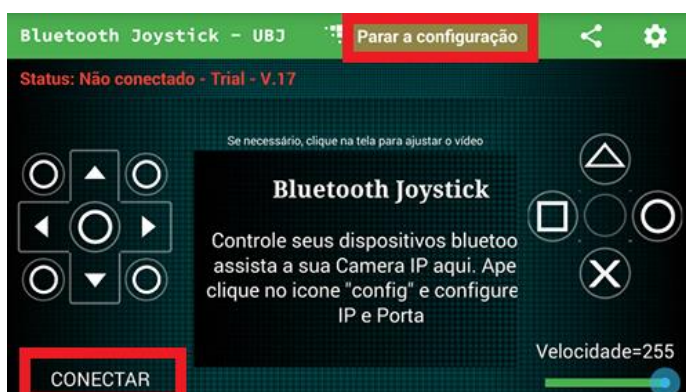 Bluetooth Joystick - UBJ
Parar a configuração
Status: Não conectado - Trial - V.17
Se necessário, clique na tela para ajustar o vídeo
Bluetooth Joystick
Controle seus dispositivos bluetoo
assista a sua Camera IP aqui. Ape
clique no icone "config" e configure
IP e Porta
Velocidade=255
CONECTAR